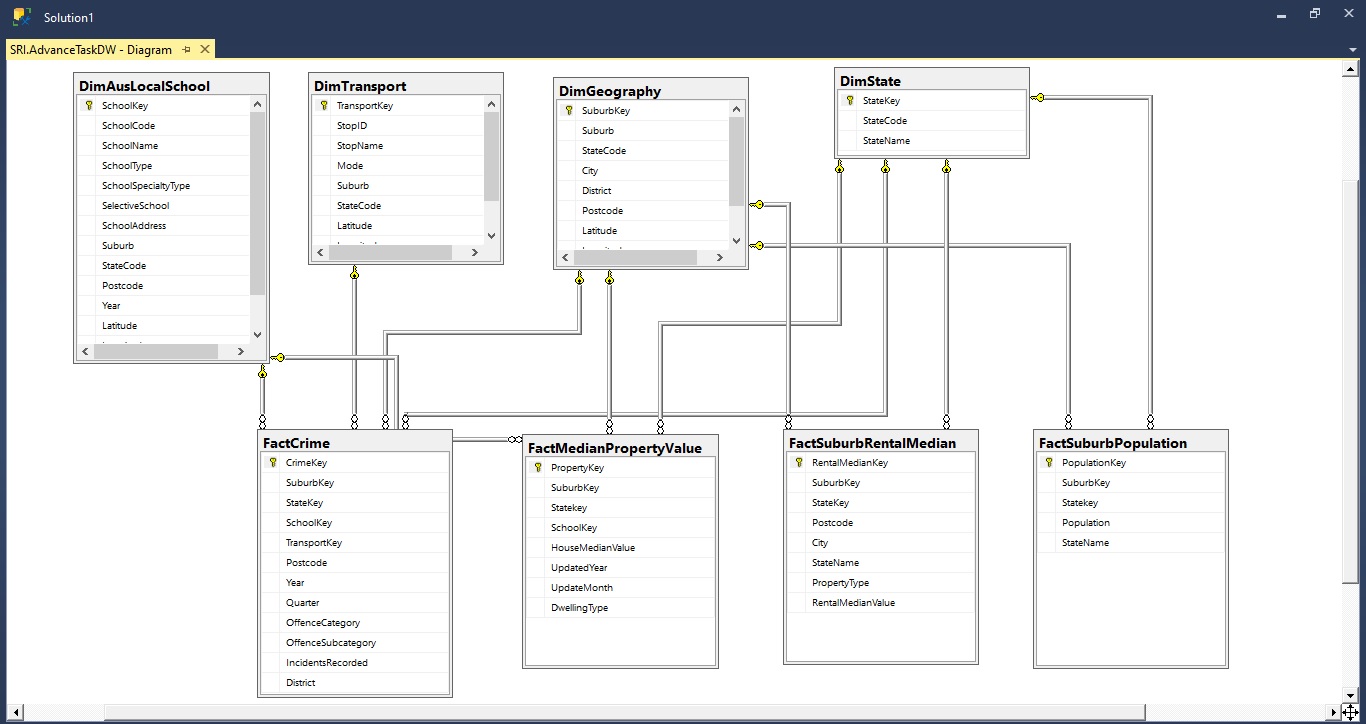 Solution1
SRI.AdvanceTaskDW - Diagram
DimAusLocalSchool
SchoolKey
SchoolCode
SchoolName
SchoolType
SchoolSpecialtyType
SelectiveSchool
SchoolAddress
Suburb
StateCode
Postcode
Year
Latitude
DimTransport
TransportKey
StopID
StopName
Mode
Suburb
StateCode
Latitude
DimGeography
SuburbKey
Suburb
StateCode
City
District
Postcode
Latitude
DimState
StateKey
StateCode
StateName
FactCrime
CrimeKey
SuburbKey
StateKey
SchoolKey
TransportKey
Postcode
Year
Quarter
OffenceCategory
OffenceSubcategory
IncidentsRecorded
District
FactMedianPropertyValue
PropertyKey
SuburbKey
Statekey
SchoolKey
HouseMedianValue
UpdatedYear
UpdateMonth
DwellingType
FactSuburbRentalMedian
RentalMedianKey
SuburbKey
StateKey
Postcode
City
StateName
PropertyType
RentalMedianValue
FactSuburbPopulation
PopulationKey
SuburbKey
Statekey
Population
StateName